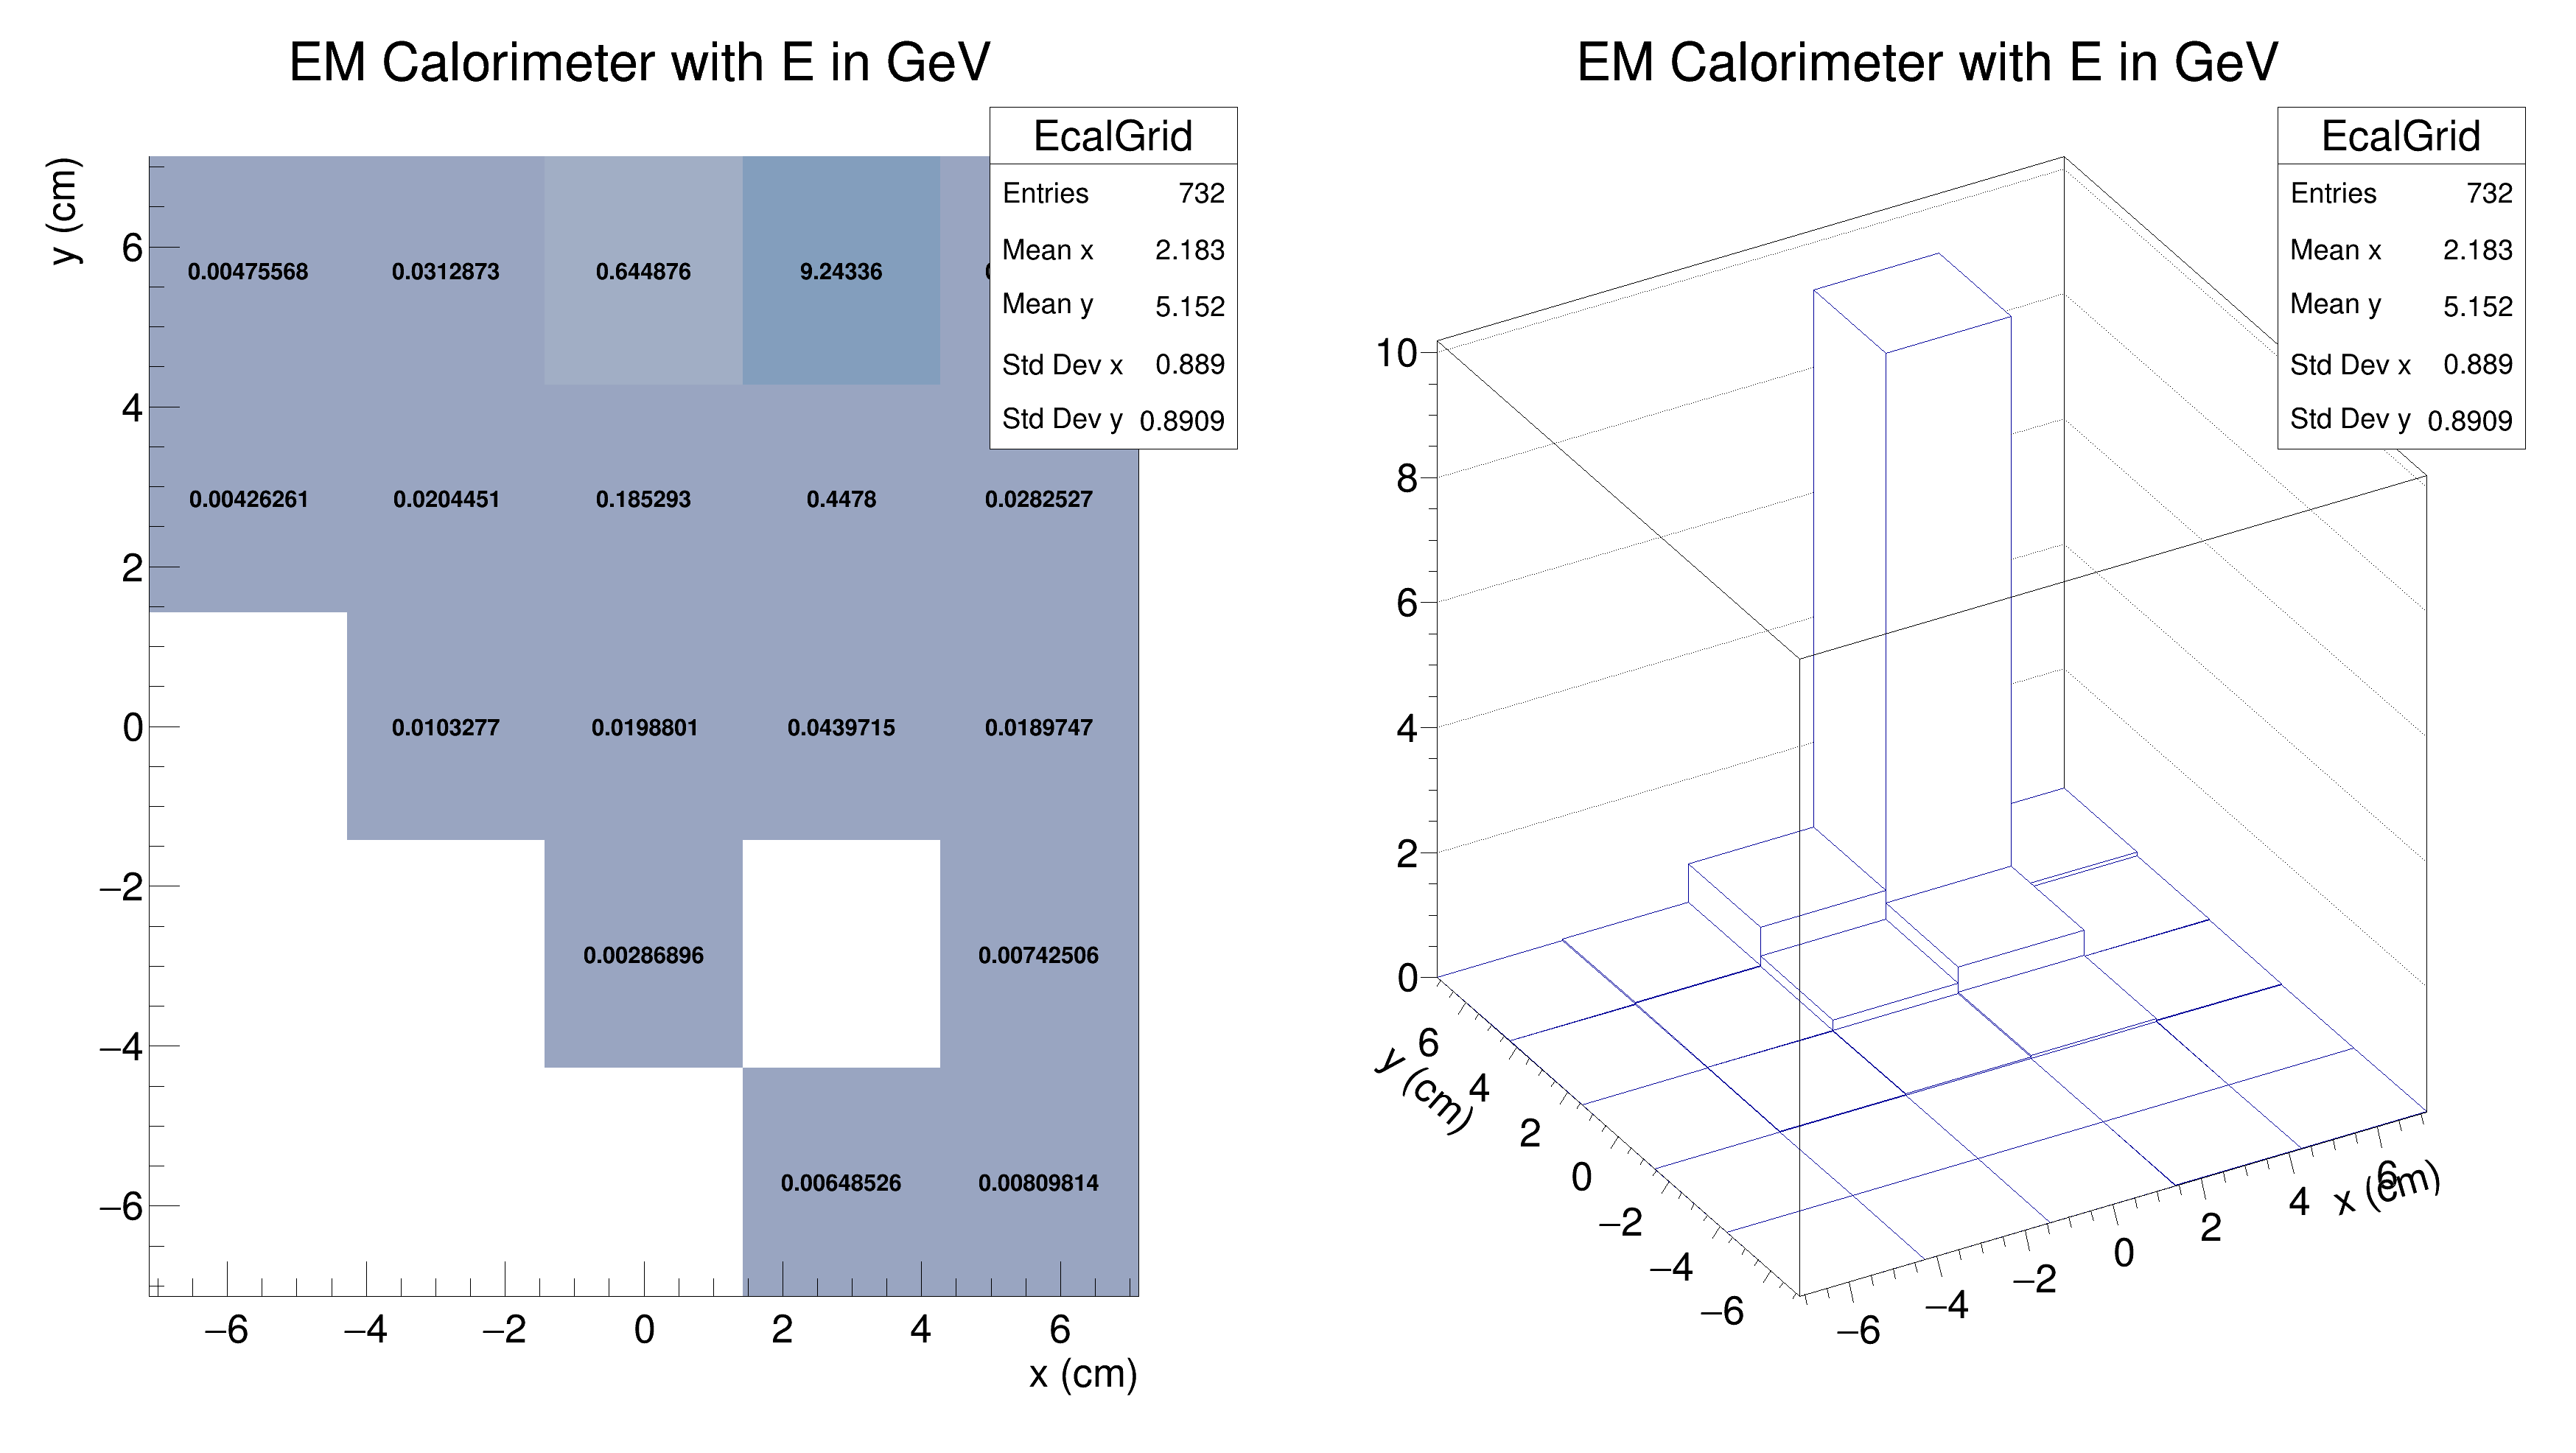 EM Calorimeter with E in GeV
EcalGrid
Entries 732
Mean x 2.183
Mean y 5.152
Std Dev x 0.889
Std Dev y 0.8909
y (cm)
6
4
2
0
−2
−4
−6
0.00475568 0.0312873 0.644876 9.24336
0.00426261 0.0204451 0.185293 0.4478 0.0282527
0.0103277 0.0198801 0.0439715 0.0189747
0.00286896 0.00742506
0.00648526 0.00809814
−6 −4 −2 0 2 4 6
x (cm)
EM Calorimeter with E in GeV
EcalGrid
Entries 732
Mean x 2.183
Mean y 5.152
Std Dev x 0.889
Std Dev y 0.8909
10
8
6
4
2
0
y (cm)
6
4
2
0
−2
−4
−6
−6
−4
−2
0
2
4
6
x (cm)